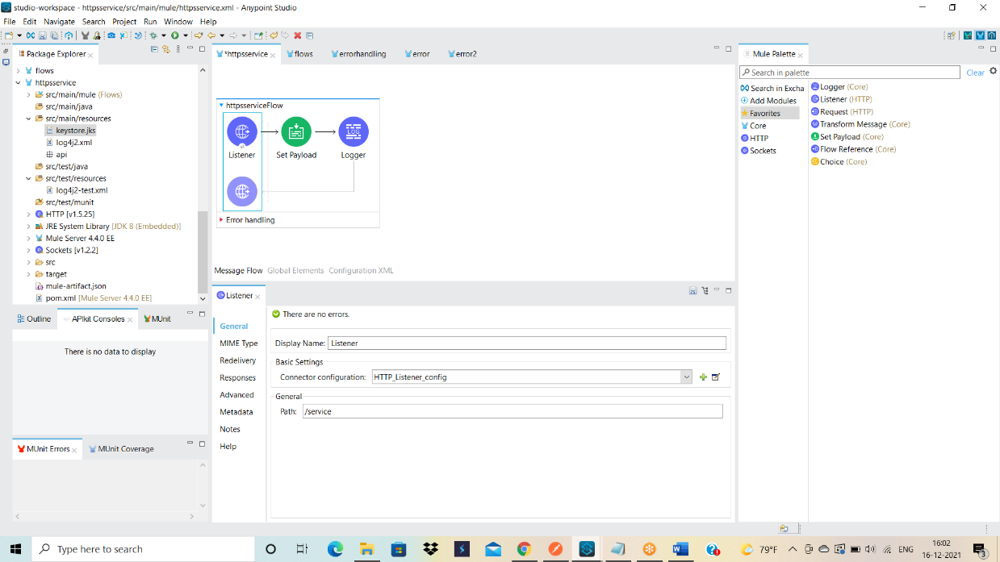 studio-workspace - httpsservice/src/main/mule/httpsservice.xml - Anypoint Studio
File Edit Navigate Search Project Run Window Help
Package Explorer
flows
httpsservice
src/main/mule (Flows)
src/main/java
src/main/resources
keystore.jks
log4j2.xml
api
src/test/java
src/test/resources
log4j2-test.xml
src/test/munit
HTTP [v1.5.25]
JRE System Library [JDK 8 (Embedded)]
Mule Server 4.4.0 EE
Sockets [v1.2.2]
src
target
mule-artifact.json
pom.xml [Mule Server 4.4.0 EE]
Outline APIkit Consoles MUnit
There is no data to display
MUnit Errors MUnit Coverage
*httpsservice flows errorhandling error error2
httpsserviceFlow
LOG
Listener Set Payload Logger
Error handling
Message Flow Global Elements Configuration XML
Listener
There are no errors.
General
MIME Type
Redelivery
Responses
Advanced
Metadata
Notes
Help
Display Name: Listener
Basic Settings
Connector configuration: HTTP_Listener_config
General
Path: /service
Mule Palette
Search in palette Clear
Search in Excha
Add Modules
Favorites
Core
HTTP
Sockets
Logger (Core)
Listener (HTTP)
Request (HTTP)
Transform Message (Core)
Set Payload (Core)
Flow Reference (Core)
Choice (Core)
Type here to search
79°F ENG
16:02
16-12-2021
3